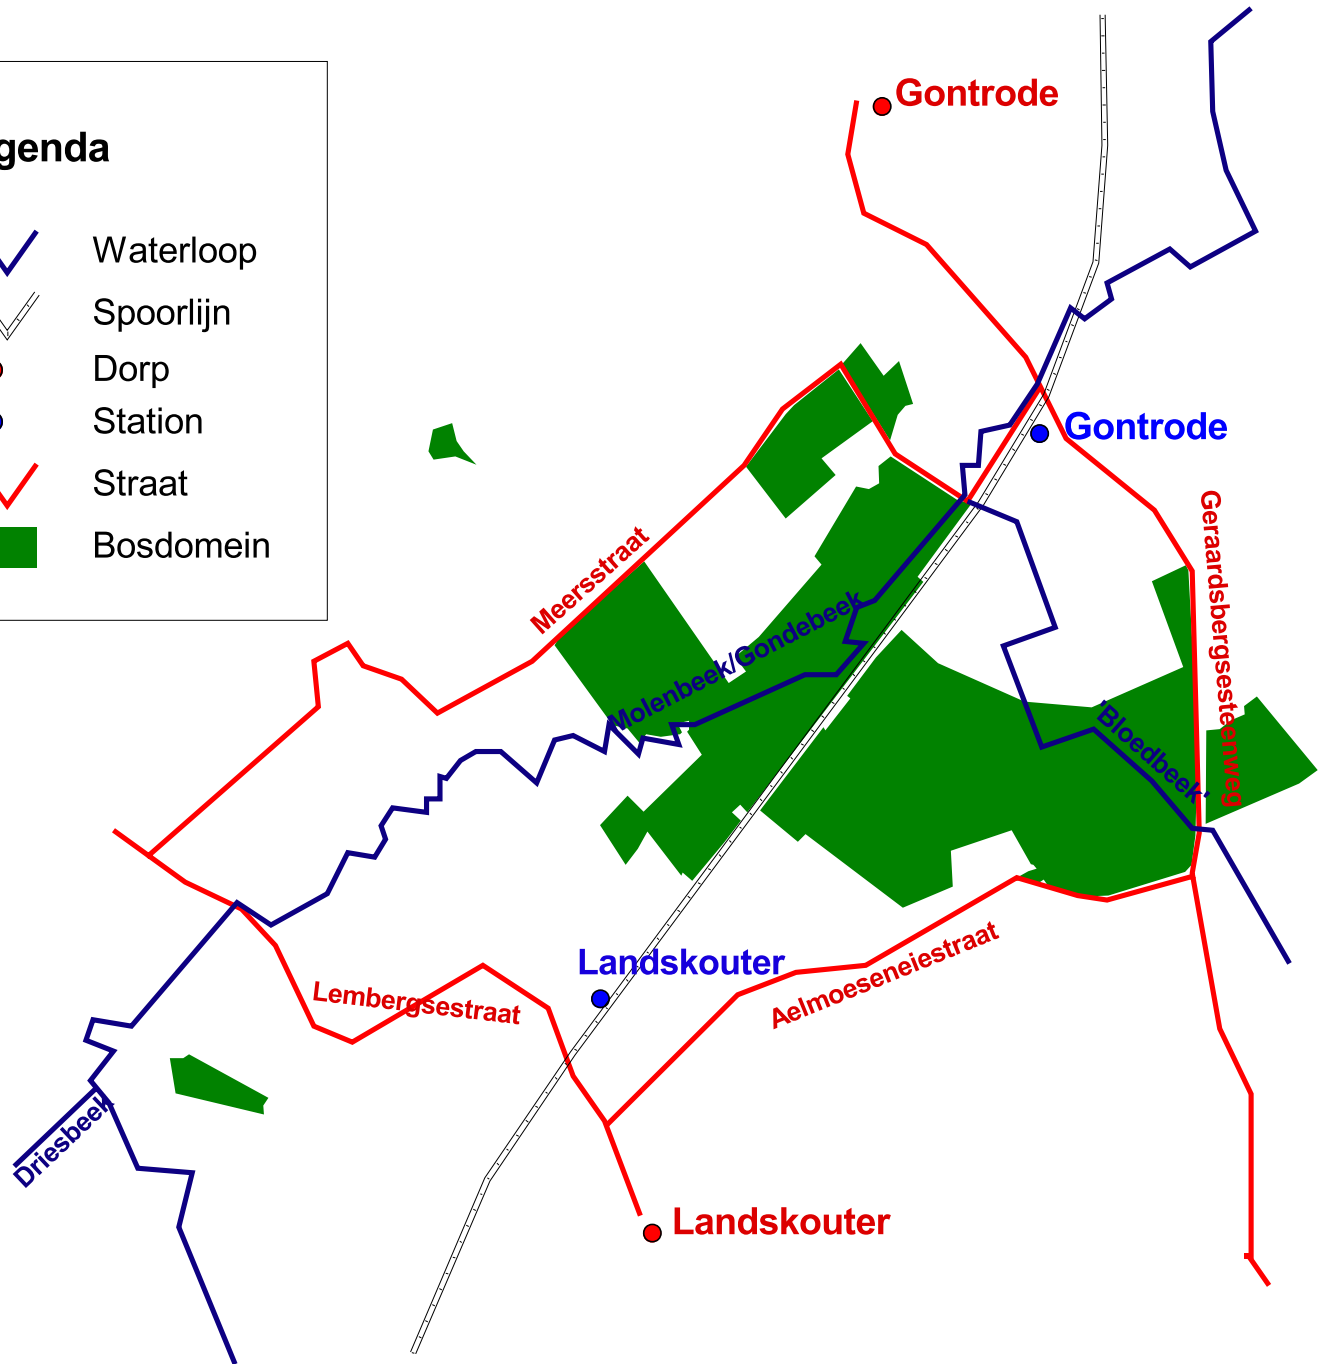 genda
Waterloop
Spoorlijn
Dorp
Station
Straat
Bosdomein
Gontrode
Gontrode
Geraardsbergsesteenweg
Meersstraat
Molenbeek/Gondebeek
'Bloedbeek'
Landskouter
Aelmoeseneiestraat
Lembergsestraat
Driesbeek
Landskouter